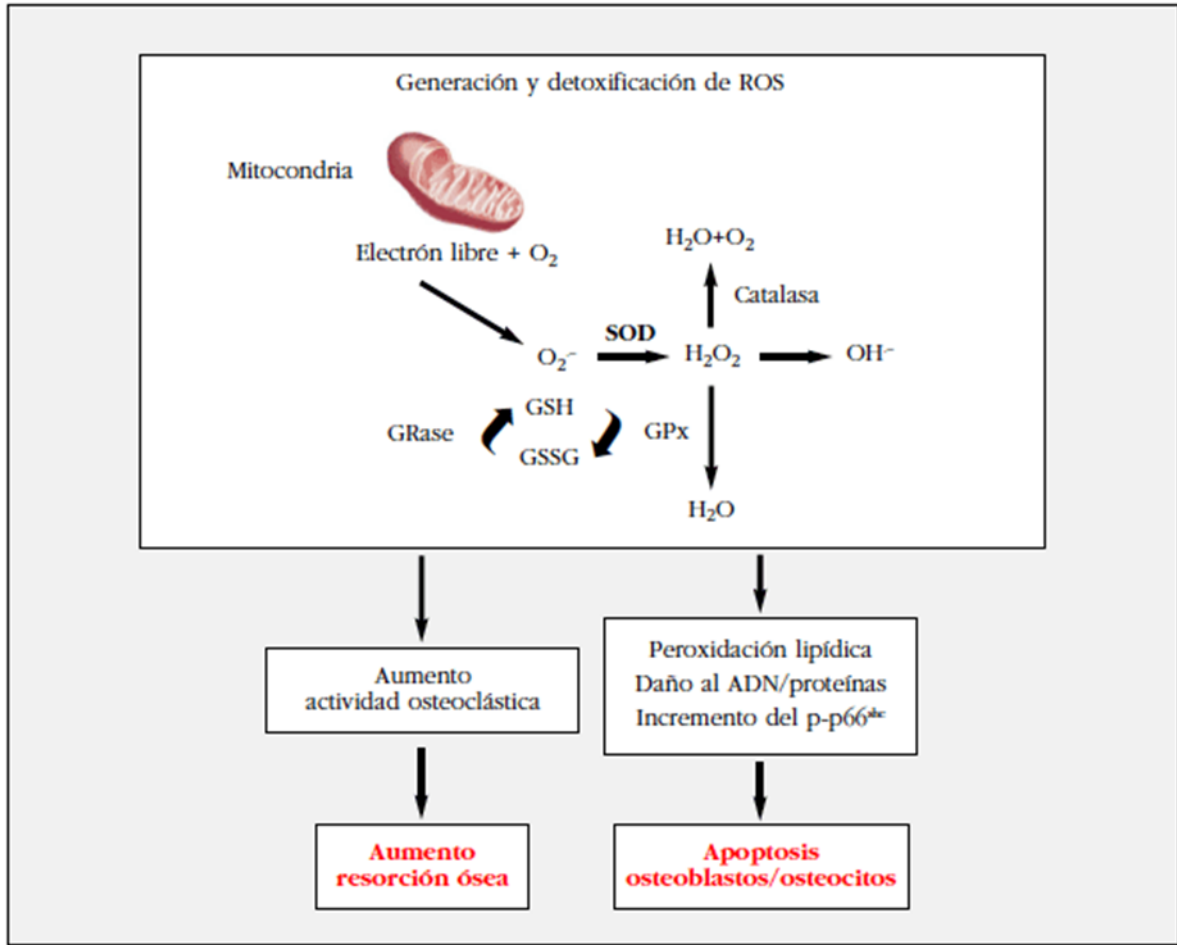 Generación y detoxificación de ROS
Mitocondria
Electrón libre + O₂
H₂O+O₂
Catalasa
SOD
O₂⁻
H₂O₂
OH⁻
GSH
GRase
GPx
GSSG
H₂O
Aumento
actividad osteoclástica
Peroxidación lipídica
Daño al ADN/proteínas
Incremento del p-p66ˢʰᶜ
Aumento
resorción ósea
Apoptosis
osteoblastos/osteocitos